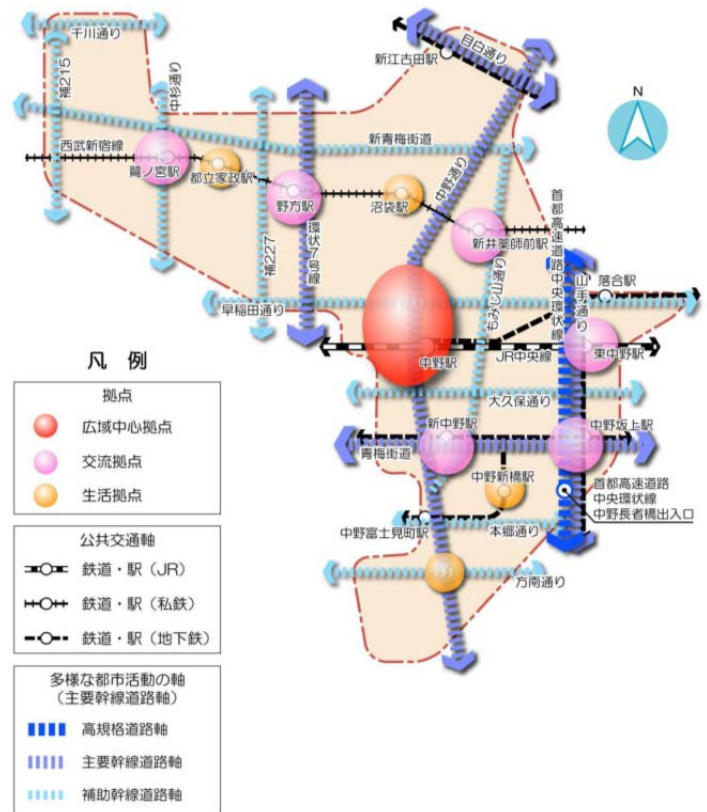 千川通り
補215
中杉通り
新江古田駅
目白通り
N
西武新宿線
鷺ノ宮駅
都立家政駅
新青梅街道
野方駅
沼袋駅
中野通り
新井薬師前駅
補227
環状7号線
早稲田通り
もみじ山通り
首都高速道路中央環状線
山手通り
落合駅
中野駅
JR中央線
東中野駅
大久保通り
新中野駅
中野坂上駅
青梅街道
中野新橋駅
首都高速道路
中央環状線
中野長者橋出入口
中野富士見町駅
本郷通り
方南通り
凡 例
拠点
広域中心拠点
交流拠点
生活拠点
公共交通軸
鉄道・駅(JR)
鉄道・駅(私鉄)
鉄道・駅(地下鉄)
多様な都市活動の軸
(主要幹線道路軸)
高規格道路軸
主要幹線道路軸
補助幹線道路軸